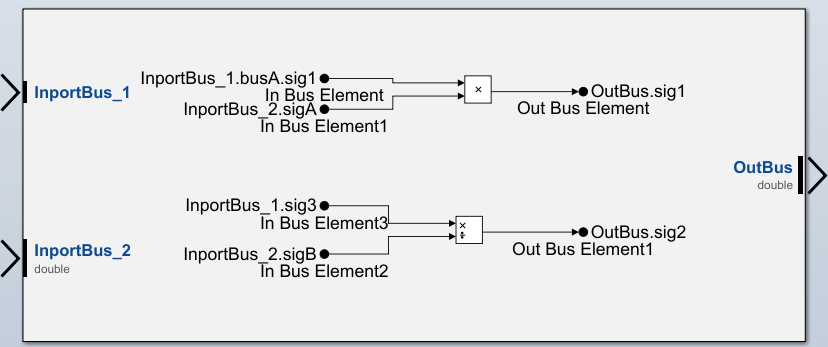 InportBus_1
InportBus_1.busA.sig1
In Bus Element
InportBus_2.sigA
In Bus Element1
×
OutBus.sig1
Out Bus Element
OutBus
double
InportBus_1.sig3
In Bus Element3
InportBus_2.sigB
In Bus Element2
×
÷
OutBus.sig2
Out Bus Element1
InportBus_2
double